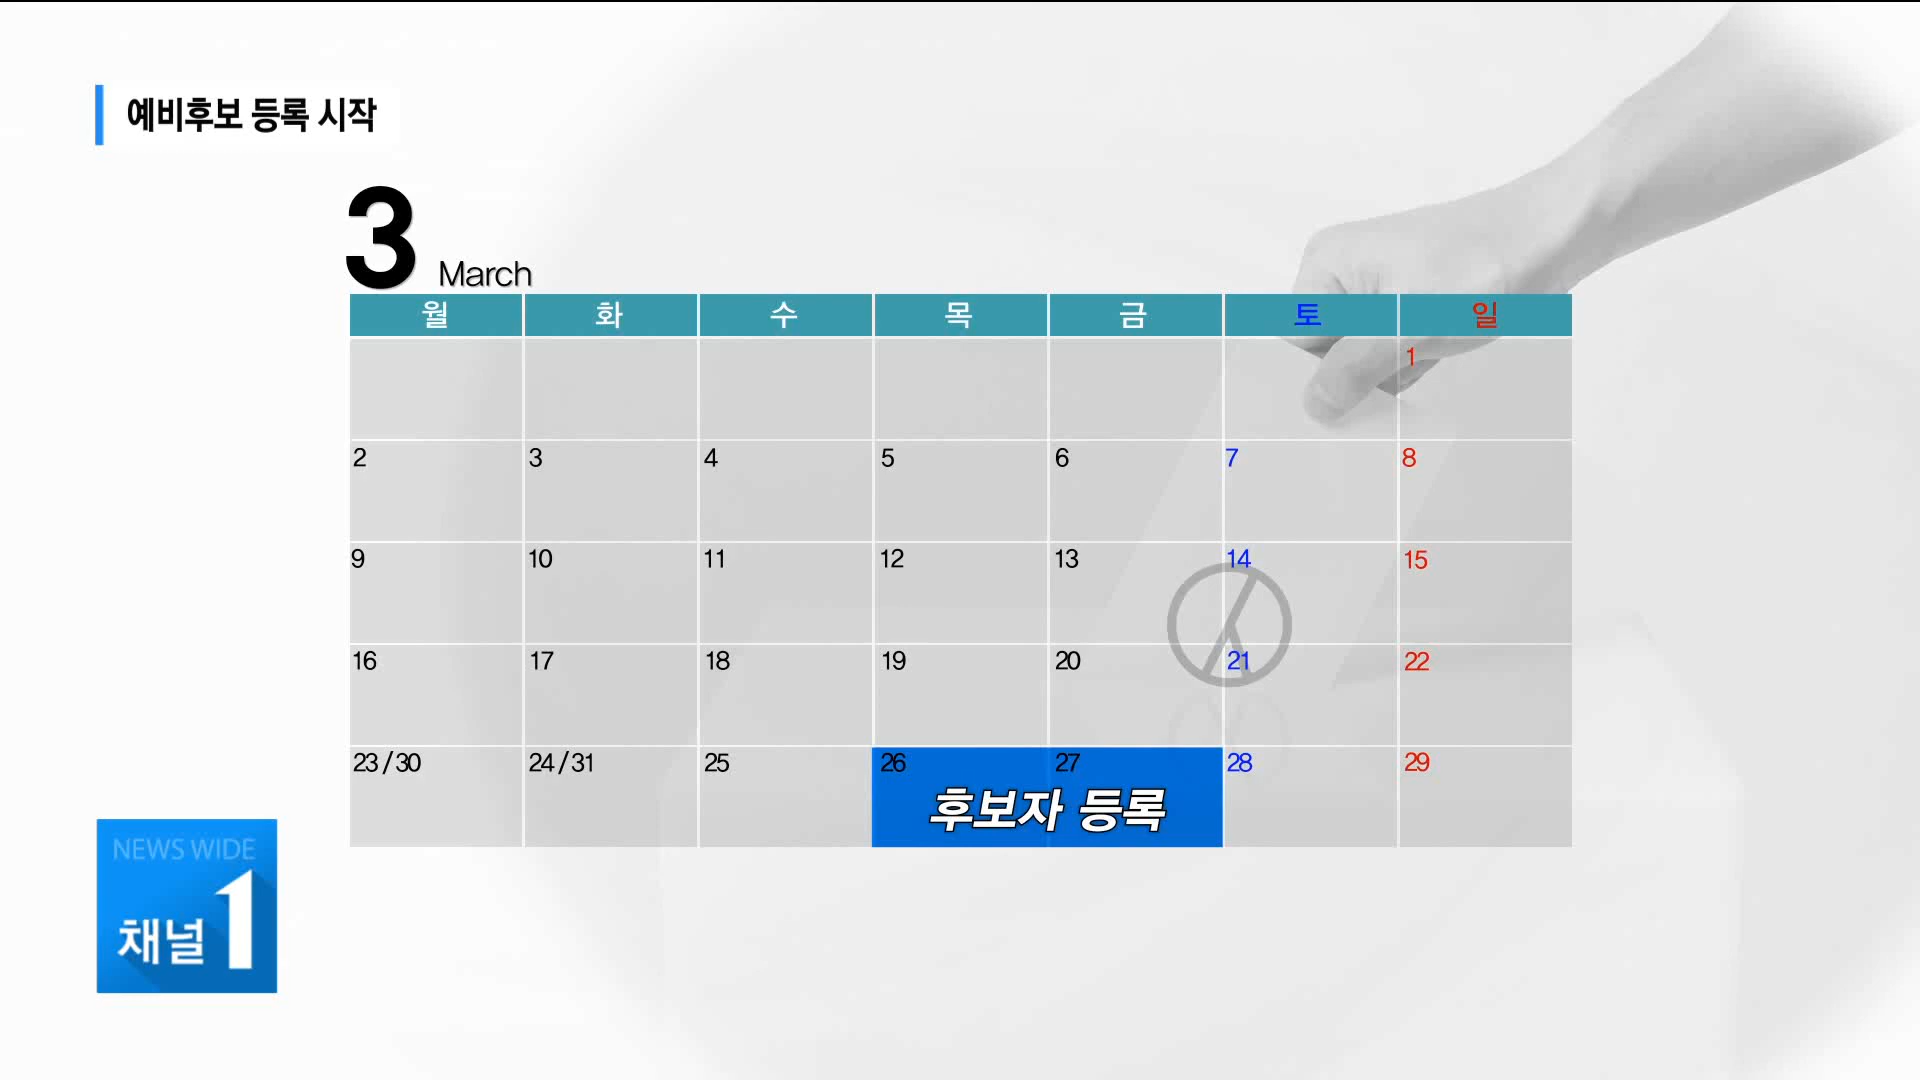 예비후보 등록 시작
3 March
월 화 수 목 금 토 일
1
2 3 4 5 6 7 8
9 10 11 12 13 14 15
16 17 18 19 20 21 22
23/30 24/31 25 26 27 28 29
후보자 등록
NEWS WIDE
채널 1